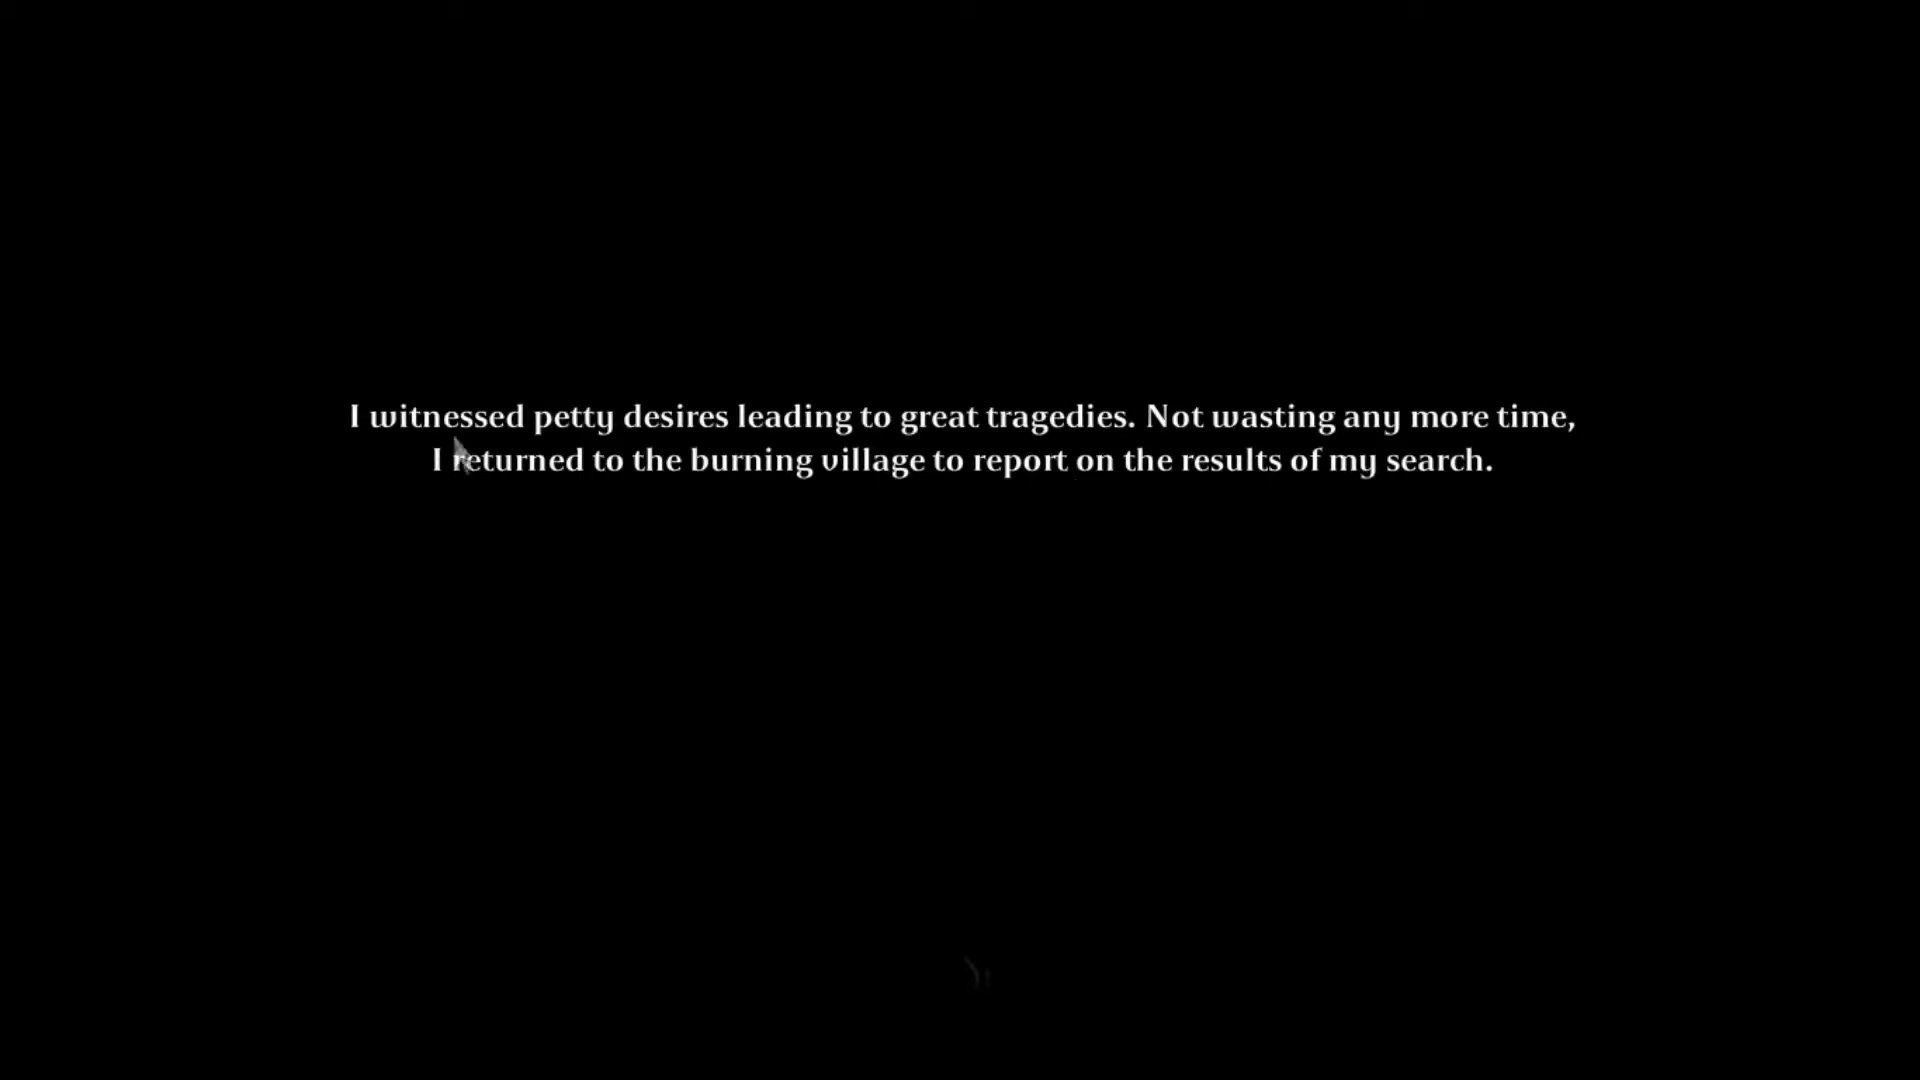 I witnessed petty desires leading to great tragedies. Not wasting any more time,
I returned to the burning village to report on the results of my search.